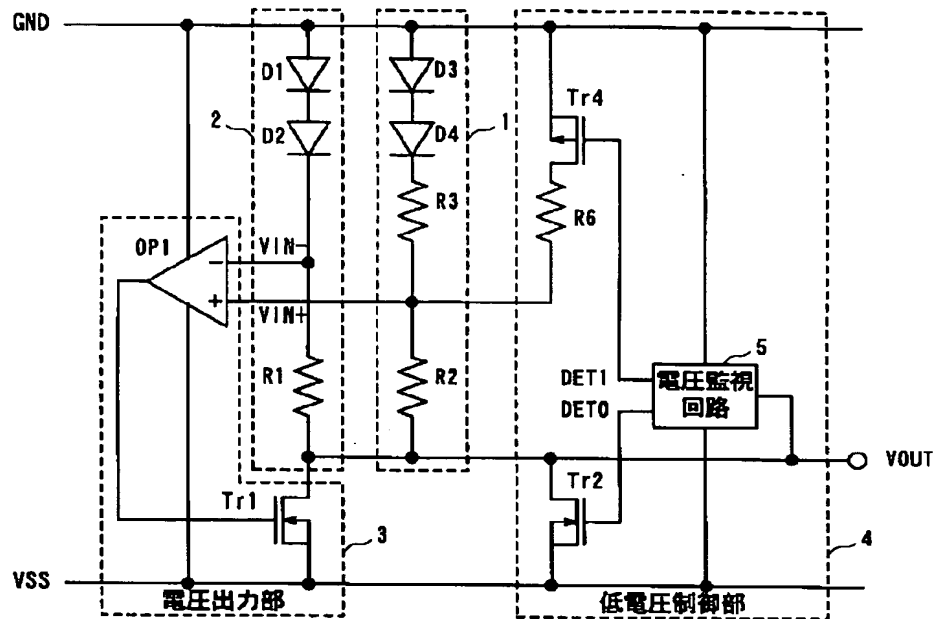 GND
D1
D3
Tr4
2
D2
D4
1
R3
R6
OP1
VIN-
-
+
VIN+
5
R1
R2
DET1
DET0
電圧監視
回路
VOUT
Tr1
Tr2
3
4
VSS
電圧出力部
低電圧制御部